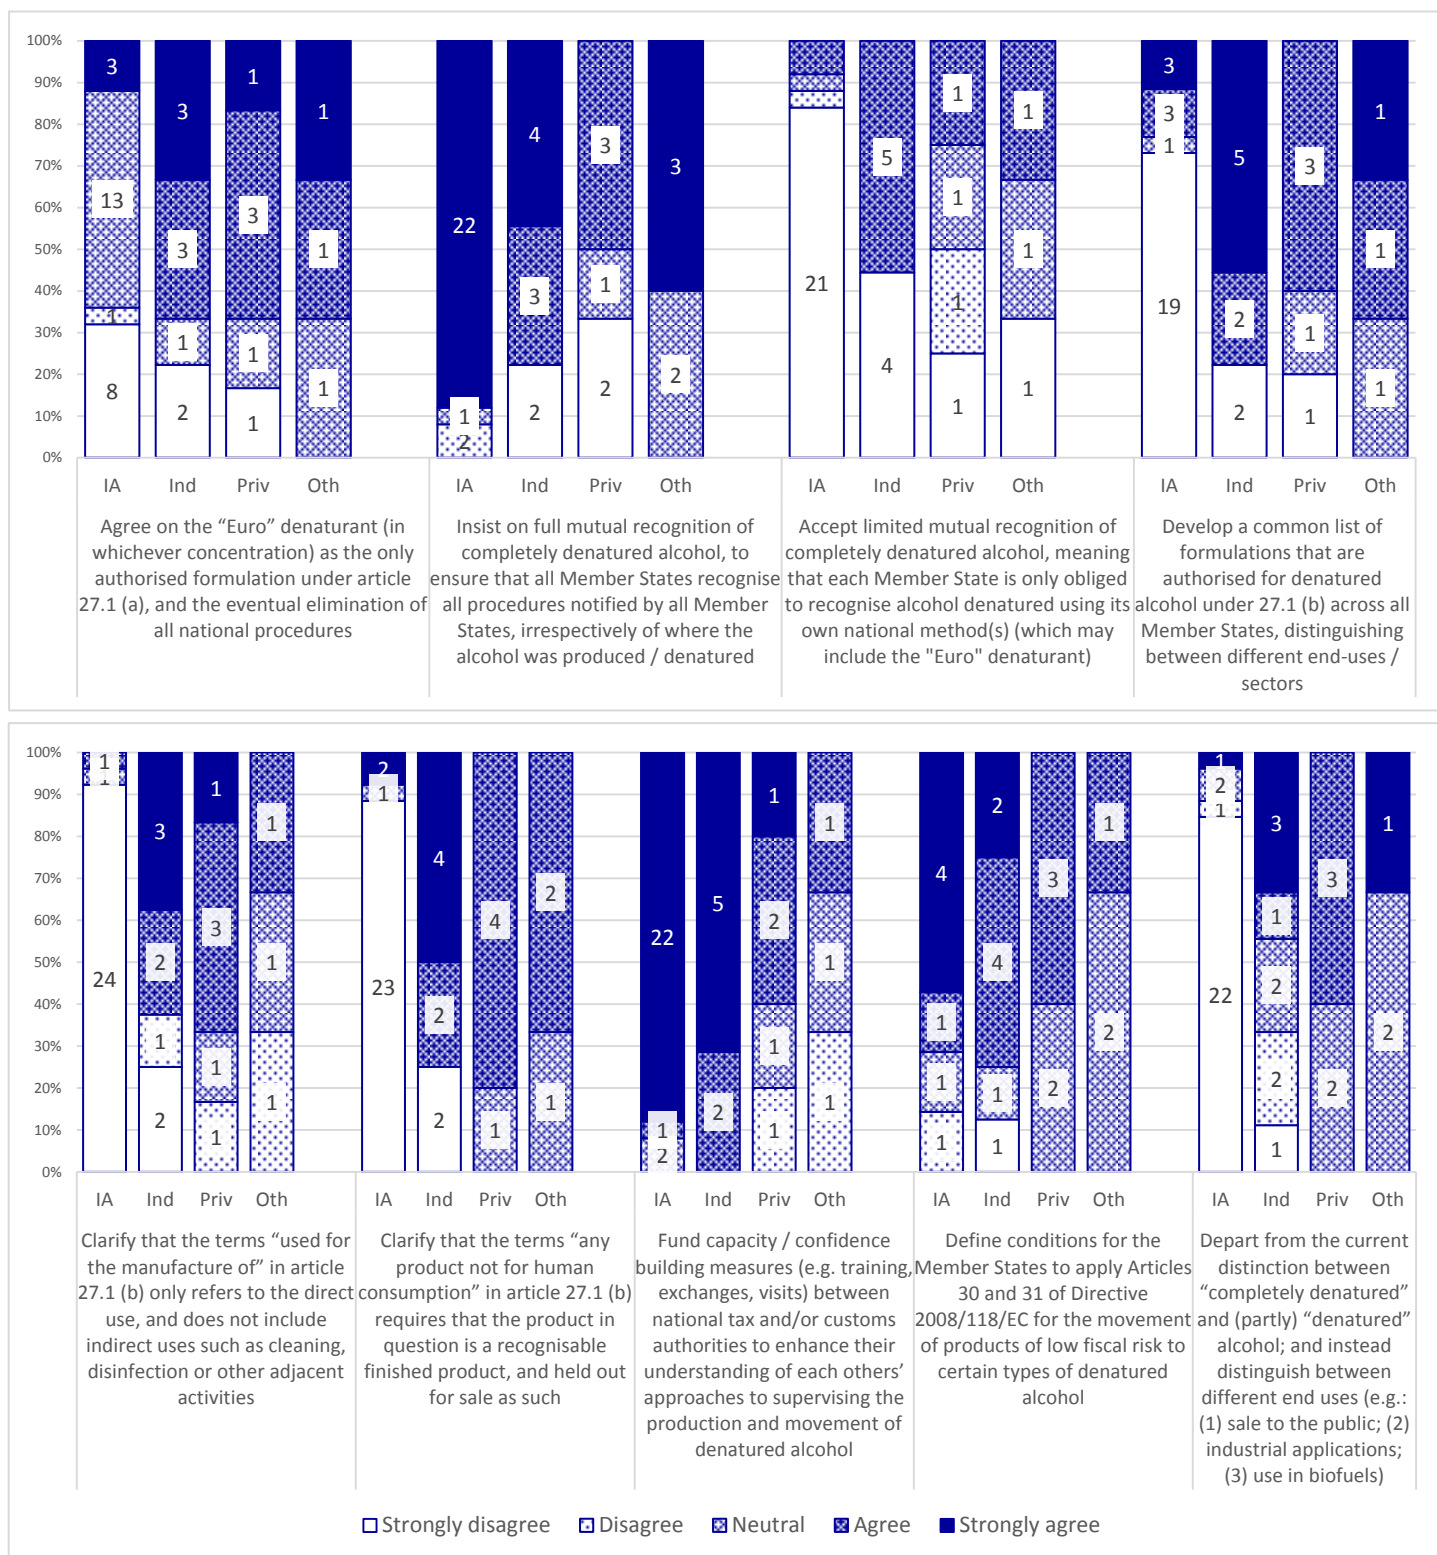 100%
90%
80%
70%
60%
50%
40%
30%
20%
10%
0%
3
13
1
8
3
3
1
2
1
3
1
1
1
1
1
22
1
2
4
3
2
3
1
2
3
2
21
5
4
1
1
1
1
1
1
1
3
3
1
19
5
2
2
3
1
1
1
1
1
IA Ind Priv Oth IA Ind Priv Oth IA Ind Priv Oth IA Ind Priv Oth
Agree on the “Euro” denaturant (in
whichever concentration) as the only
authorised formulation under article
27.1 (a), and the eventual elimination of
all national procedures
Insist on full mutual recognition of
completely denatured alcohol, to
ensure that all Member States recognise
all procedures notified by all Member
States, irrespectively of where the
alcohol was produced / denatured
Accept limited mutual recognition of
completely denatured alcohol, meaning
that each Member State is only obliged
to recognise alcohol denatured using its
own national method(s) (which may
include the "Euro" denaturant)
Develop a common list of
formulations that are
authorised for denatured
alcohol under 27.1 (b) across all
Member States, distinguishing
between different end-uses /
sectors
100%
90%
80%
70%
60%
50%
40%
30%
20%
10%
0%
1
1
24
3
2
1
2
1
3
1
1
1
1
1
2
1
23
4
2
2
4
1
2
1
22
1
2
5
2
1
2
1
1
1
1
1
4
1
1
1
2
4
1
1
3
2
1
2
1
2
1
22
3
1
2
2
1
3
2
1
2
IA Ind Priv Oth IA Ind Priv Oth IA Ind Priv Oth IA Ind Priv Oth IA Ind Priv Oth
Clarify that the terms “used for
the manufacture of” in article
27.1 (b) only refers to the direct
use, and does not include
indirect uses such as cleaning,
disinfection or other adjacent
activities
Clarify that the terms “any
product not for human
consumption” in article 27.1 (b)
requires that the product in
question is a recognisable
finished product, and held out
for sale as such
Fund capacity / confidence
building measures (e.g. training,
exchanges, visits) between
national tax and/or customs
authorities to enhance their
understanding of each others’
approaches to supervising the
production and movement of
denatured alcohol
Define conditions for the
Member States to apply Articles
30 and 31 of Directive
2008/118/EC for the movement
of products of low fiscal risk to
certain types of denatured
alcohol
Depart from the current
distinction between
“completely denatured”
and (partly) “denatured”
alcohol; and instead
distinguish between
different end uses (e.g.:
(1) sale to the public; (2)
industrial applications;
(3) use in biofuels)
Strongly disagree Disagree Neutral Agree Strongly agree